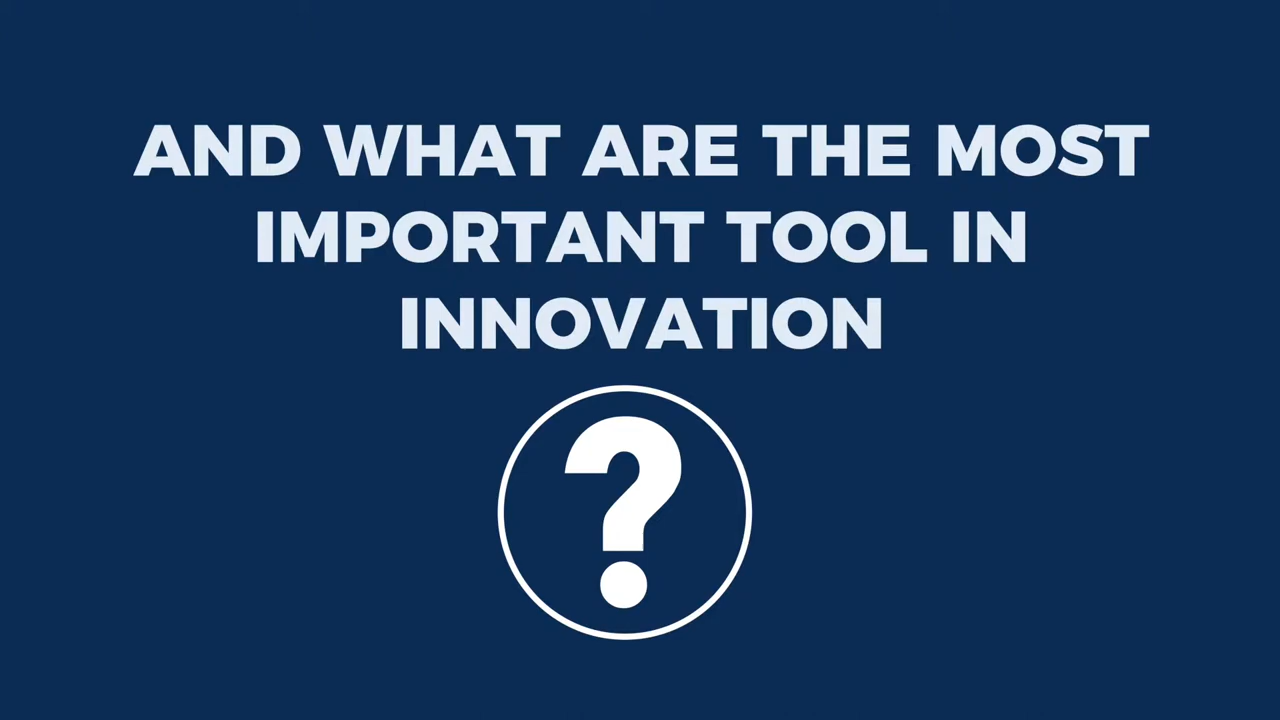 AND WHAT ARE THE MOST
IMPORTANT TOOL IN
INNOVATION
?